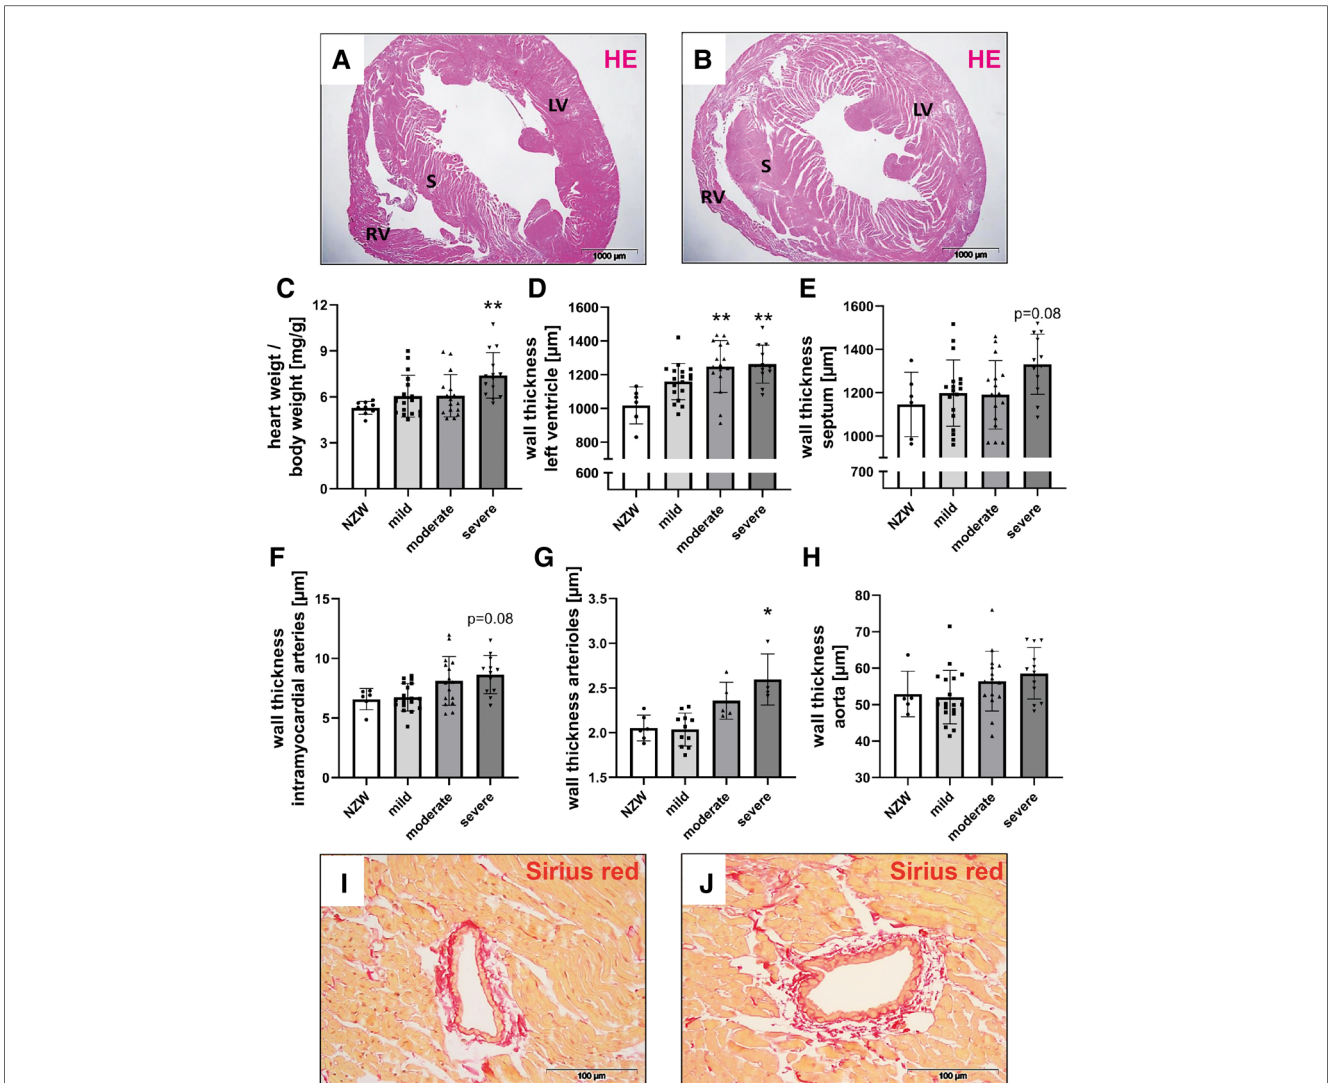 A
HE
LV
S
RV
1000 µm
B
HE
LV
S
RV
1000 µm
C
heart weigt /
body weight [mg/g]
12
9
6
3
0
**
NZW
mild
moderate
severe
D
wall thickness
left ventricle [µm]
1600
1400
1200
1000
800
600
**
**
NZW
mild
moderate
severe
E
wall thickness
septum [µm]
1600
1400
1200
1000
700
p=0.08
NZW
mild
moderate
severe
F
wall thickness
intramyocardial arteries [µm]
15
10
5
0
p=0.08
NZW
mild
moderate
severe
G
wall thickness arterioles [µm]
3.5
3.0
2.5
2.0
1.5
*
NZW
mild
moderate
severe
H
wall thickness
aorta [µm]
80
70
60
50
40
30
NZW
mild
moderate
severe
I
Sirius red
100 µm
J
Sirius red
100 µm